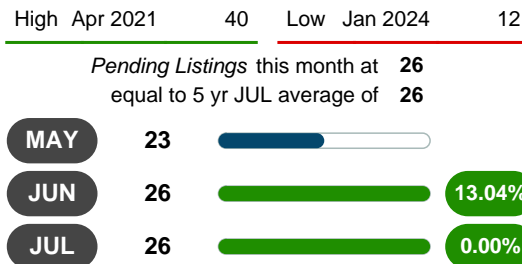 High Apr 2021 40 Low Jan 2024 12
Pending Listings this month at 26
equal to 5 yr JUL average of 26
MAY 23
JUN 26 13.04%
JUL 26 0.00%